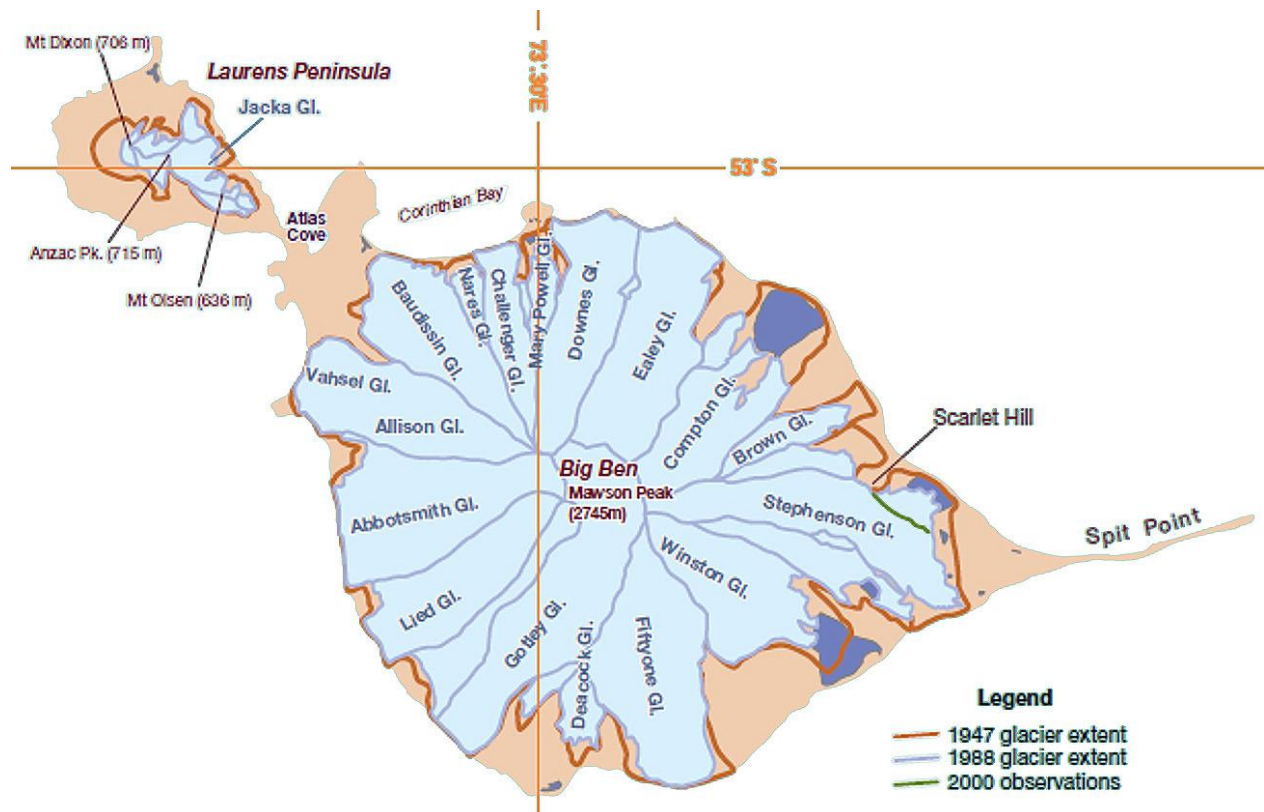 Mt Dixon (706 m)
Laurens Peninsula
Jacka Gl.
73°30'E
53° S
Corinthian Bay
Atlas
Cove
Anzac Pk. (715 m)
Mt Olsen (636 m)
Baudissin Gl.
Nares Gl.
Challenger Gl.
Mary Powell Gl.
Downes Gl.
Ealey Gl.
Compton Gl.
Brown Gl.
Scarlet Hill
Vahsel Gl.
Allison Gl.
Big Ben
Mawson Peak
(2745m)
Abbotsmith Gl.
Stephenson Gl.
Spit Point
Winston Gl.
Lied Gl.
Gotley Gl.
Deacock Gl.
Fiftyone Gl.
Legend
1947 glacier extent
1988 glacier extent
2000 observations